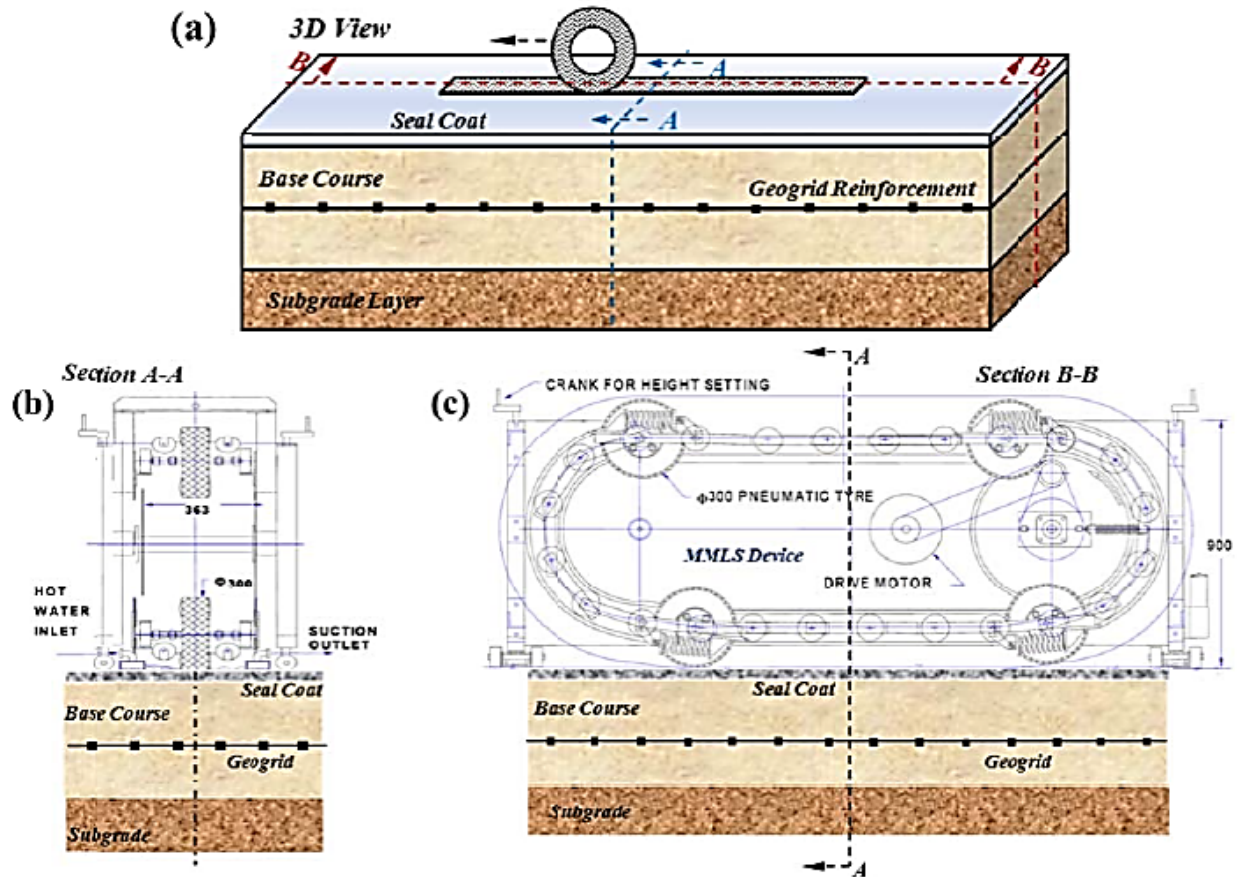 (a)
3D View
B
A
B
Seal Coat
A
Base Course
Geogrid Reinforcement
Subgrade Layer
Section A-A
(b)
363
Φ300
HOT
WATER
INLET
SUCTION
OUTLET
Seal Coat
Base Course
Geogrid
Subgrade
(c)
A
CRANK FOR HEIGHT SETTING
Section B-B
Φ300 PNEUMATIC TYRE
MMLS Device
DRIVE MOTOR
900
Seal Coat
Base Course
Geogrid
Subgrade
A